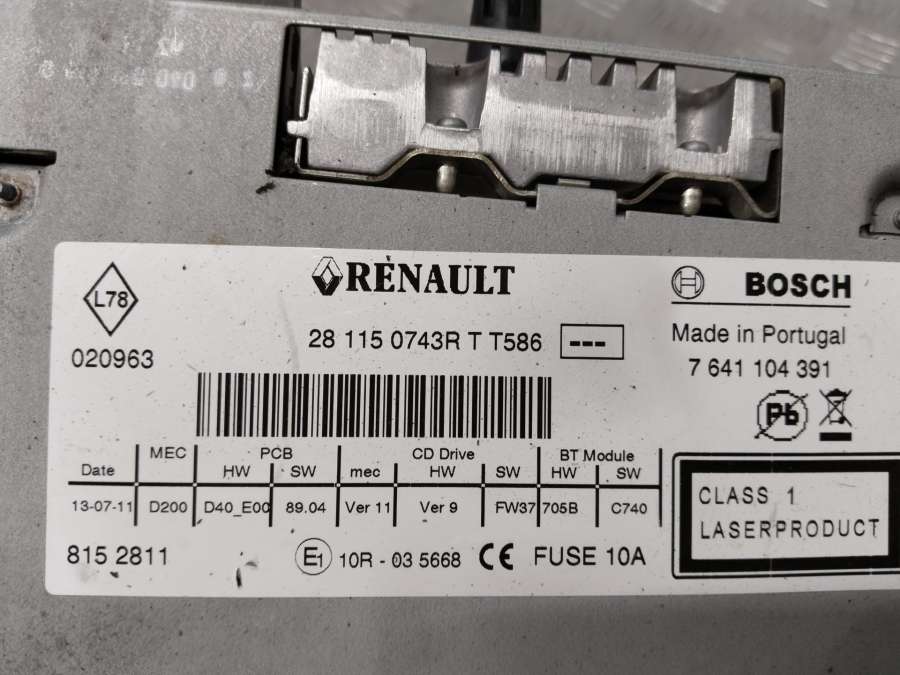 L78
RENAULT
BOSCH
28 115 0743R T T586
---
Made in Portugal
020963
7 641 104 391
Pb
MEC PCB CD Drive BT Module
Date HW SW mec HW SW HW SW
13-07-11 D200 D40_E00 89.04 Ver 11 Ver 9 FW37 705B C740
CLASS 1
LASERPRODUCT
815 2811
E1 10R - 03 5668 CE FUSE 10A